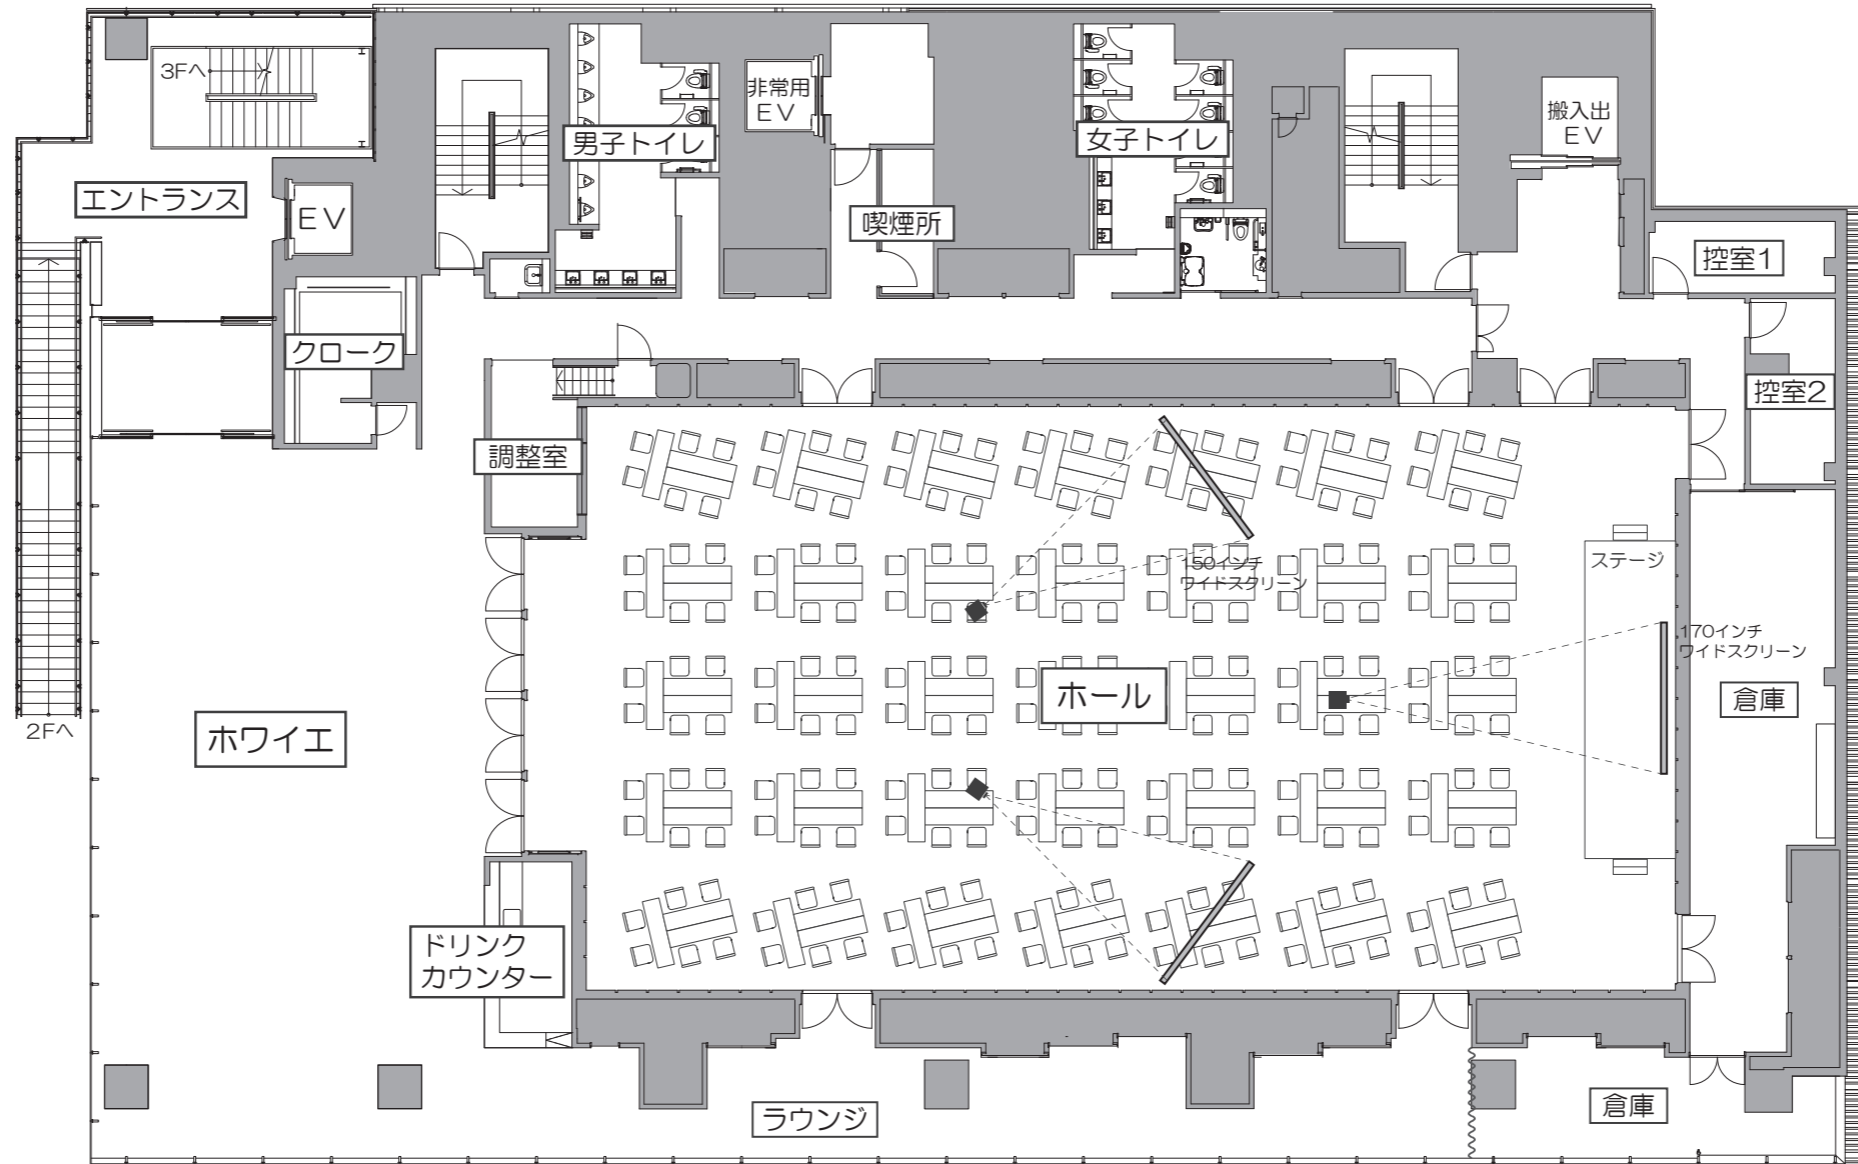 3Fへ
非常用
EV
搬入出
EV
男子トイレ
女子トイレ
エントランス
EV
喫煙所
控室1
クローク
控室2
調整室
150インチ
ワイドスクリーン
ステージ
170インチ
ワイドスクリーン
ホール
倉庫
2Fへ
ホワイエ
ドリンク
カウンター
ラウンジ
倉庫